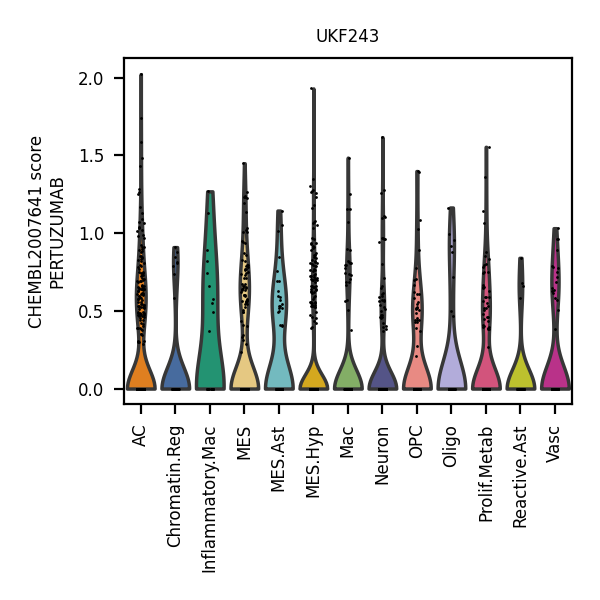 UKF243
CHEMBL2007641 score
PERTUZUMAB
2.0
1.5
1.0
0.5
0.0
AC
Chromatin.Reg
Inflammatory.Mac
MES
MES.Ast
MES.Hyp
Mac
Neuron
OPC
Oligo
Prolif.Metab
Reactive.Ast
Vasc